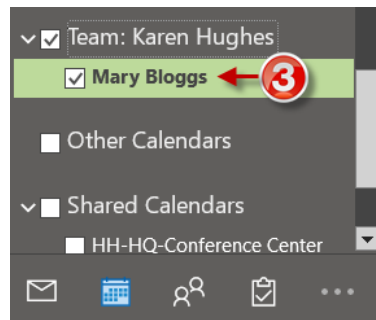 Team: Karen Hughes
Mary Bloggs 3
Other Calendars
Shared Calendars
HH-HQ-Conference Center